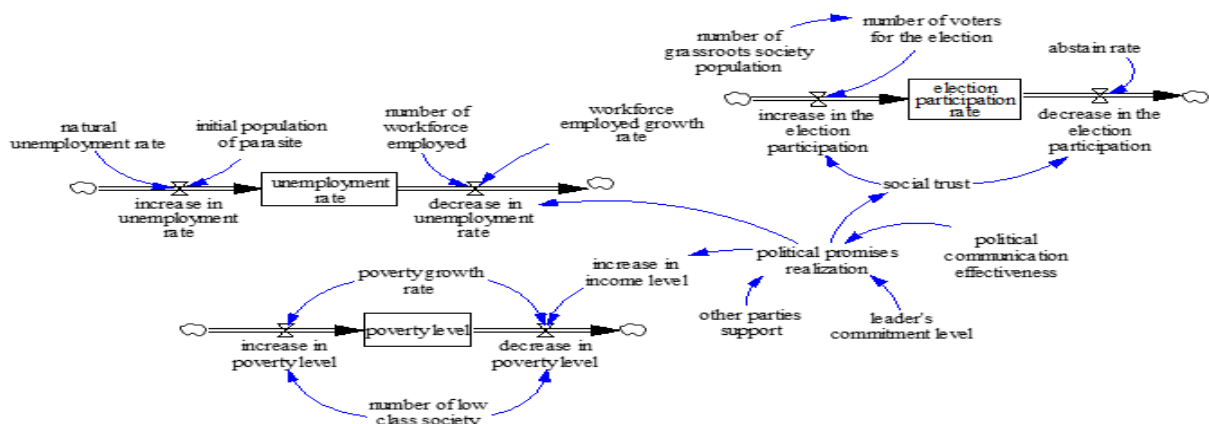 number of
grassroots society
population
number of voters
for the election
abstain rate
election
participation
rate
increase in the
election
participation
decrease in the
election
participation
social trust
natural
unemployment rate
initial population
of parasite
number of
workforce
employed
workforce
employed growth
rate
unemployment
rate
increase in
unemployment
rate
decrease in
unemployment
rate
political promises
realization
political
communication
effectiveness
other parties
support
leader's
commitment level
increase in
income level
poverty growth
rate
poverty level
increase in
poverty level
decrease in
poverty level
number of low
class society